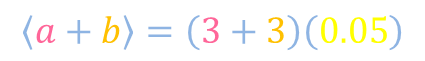 ⟨a + b⟩ = (3 + 3)(0.05)